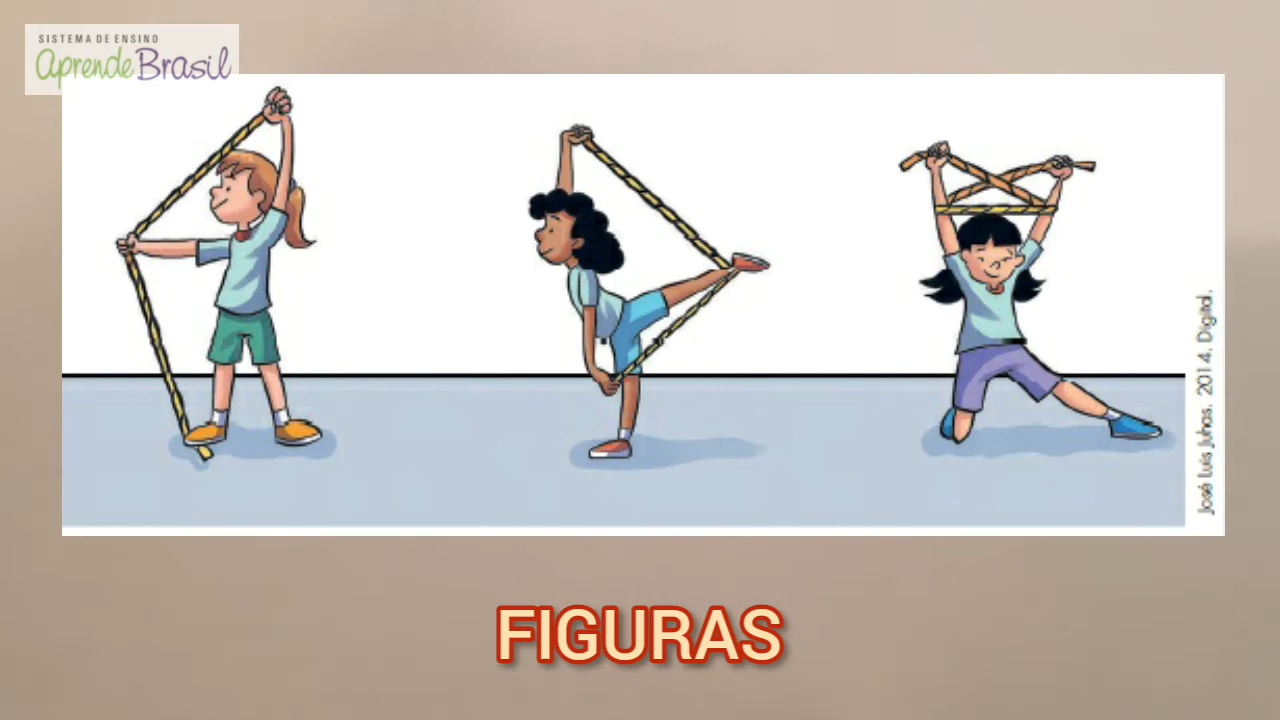 SISTEMA DE ENSINO
aprende Brasil
José Luis Juhas. 2014. Digital.
FIGURAS